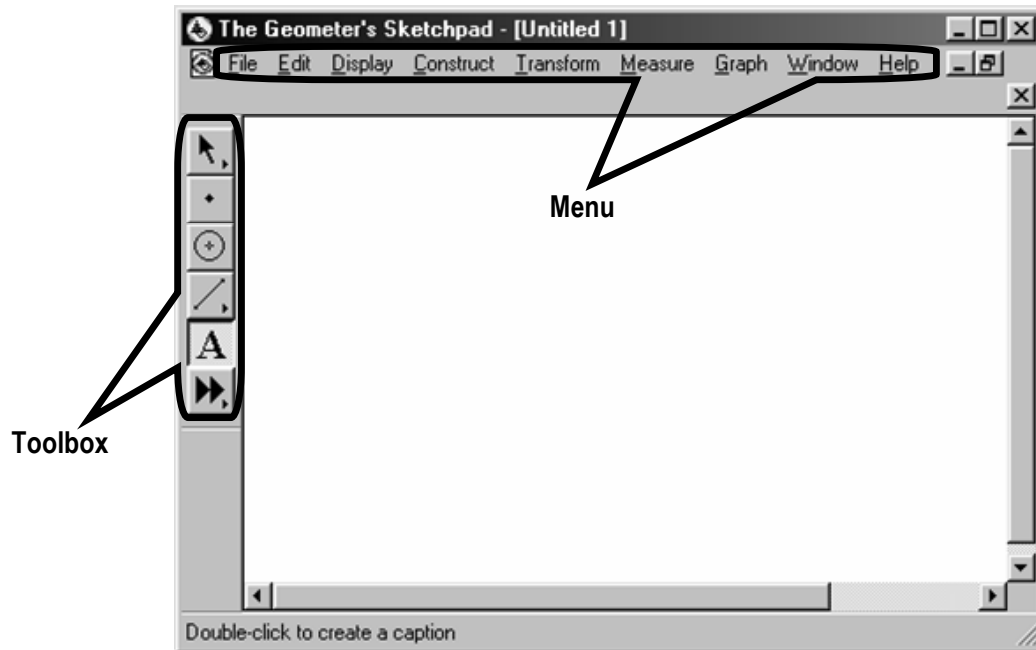 The Geometer's Sketchpad - [Untitled 1]
File Edit Display Construct Transform Measure Graph Window Help
Menu
A
Toolbox
Double-click to create a caption